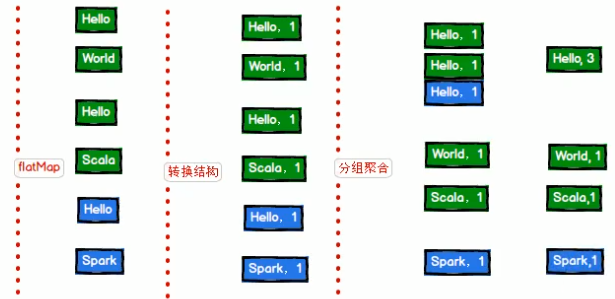 flatMap
Hello
World
Hello
Scala
Hello
Spark
转换结构
Hello, 1
World, 1
Hello, 1
Scala, 1
Hello, 1
Spark, 1
分组聚合
Hello, 1
Hello, 1
Hello, 1
World, 1
Scala, 1
Spark, 1
Hello, 3
World, 1
Scala,1
Spark,1